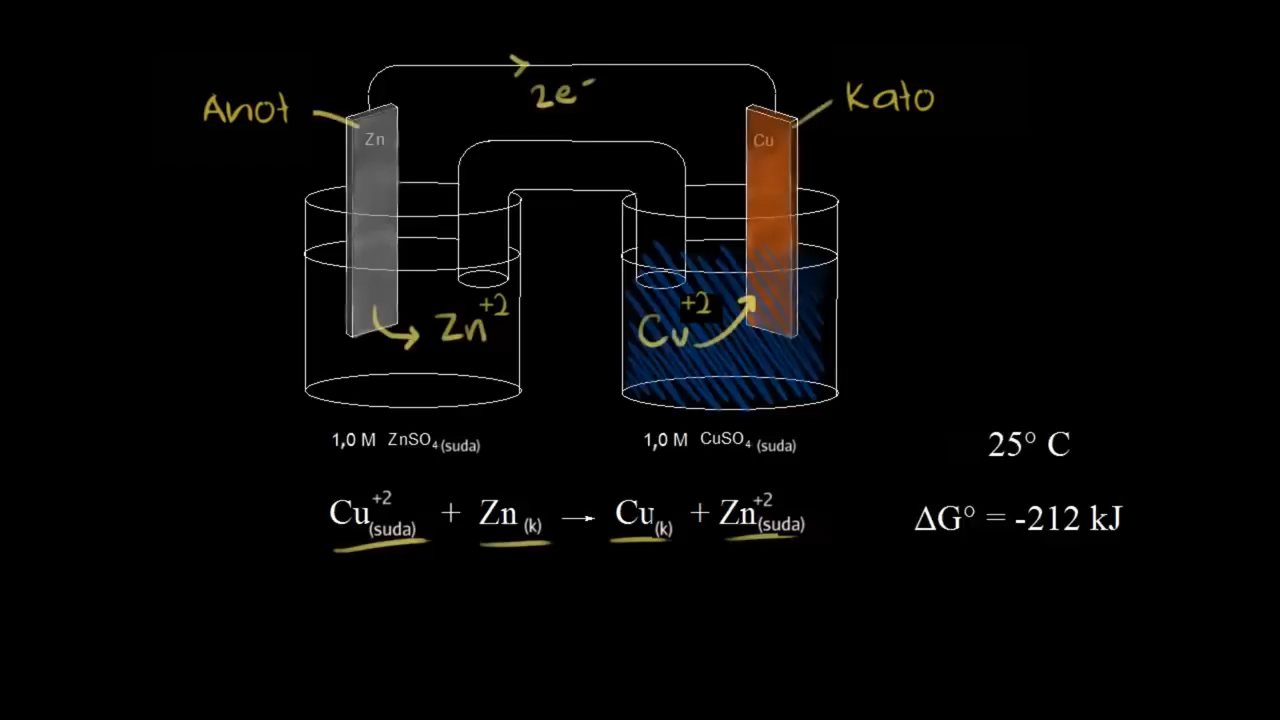 2e⁻
Anot
Kato
Zn
Cu
Zn⁺²
Cu⁺²
1,0 M ZnSO₄ (suda)
1,0 M CuSO₄ (suda)
25° C
Cu⁺²(suda) + Zn(k) → Cu(k) + Zn⁺²(suda)
ΔG° = -212 kJ